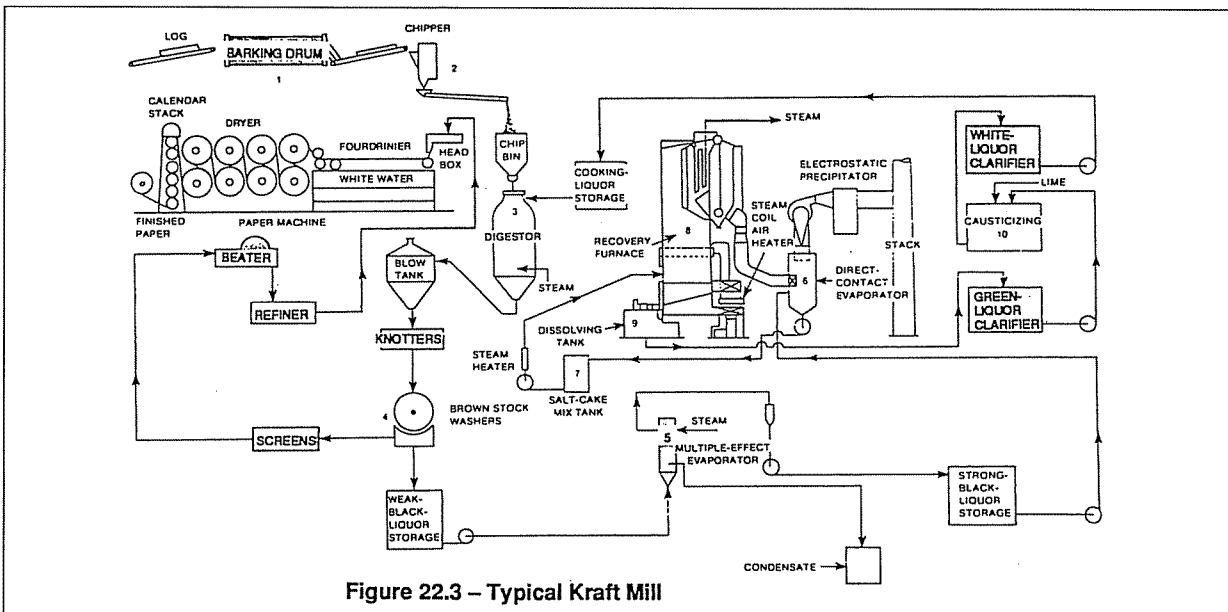 LOG
BARKING DRUM
1
CHIPPER
2
CALENDAR
STACK
DRYER
FOURDRINIER
HEAD
BOX
WHITE WATER
FINISHED
PAPER
PAPER MACHINE
CHIP
BIN
3
DIGESTOR
STEAM
COOKING-
LIQUOR
STORAGE
STEAM
ELECTROSTATIC
PRECIPITATOR
STEAM
COIL
AIR
HEATER
RECOVERY
FURNACE
8
STACK
6
DIRECT-
CONTACT
EVAPORATOR
WHITE-
LIQUOR
CLARIFIER
LIME
CAUSTICIZING
10
GREEN-
LIQUOR
CLARIFIER
BEATER
REFINER
BLOW
TANK
KNOTTERS
9
DISSOLVING
TANK
STEAM
HEATER
7
SALT-CAKE
MIX TANK
4
BROWN STOCK
WASHERS
SCREENS
STEAM
5
MULTIPLE-EFFECT
EVAPORATOR
WEAK-
BLACK-
LIQUOR
STORAGE
STRONG-
BLACK-
LIQUOR
STORAGE
CONDENSATE
Figure 22.3 – Typical Kraft Mill